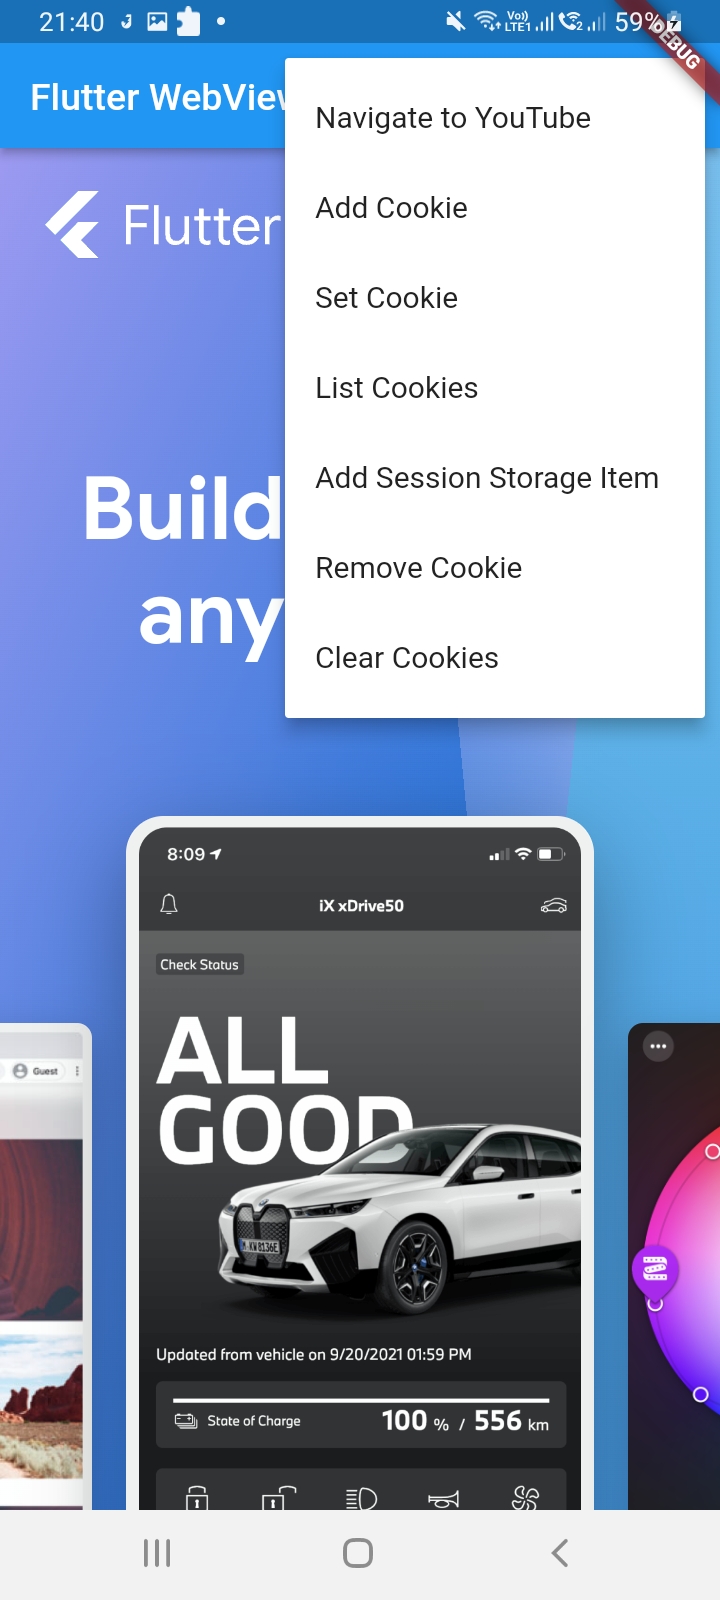 21:40
Vo)) LTE1
2
59%
DEBUG
Flutter WebView
Navigate to YouTube
Add Cookie
Set Cookie
List Cookies
Add Session Storage Item
Remove Cookie
Clear Cookies
Flutter
Build
any
8:09
iX xDrive50
Check Status
ALL
GOOD
Guest
Updated from vehicle on 9/20/2021 01:59 PM
State of Charge 100 % / 556 km